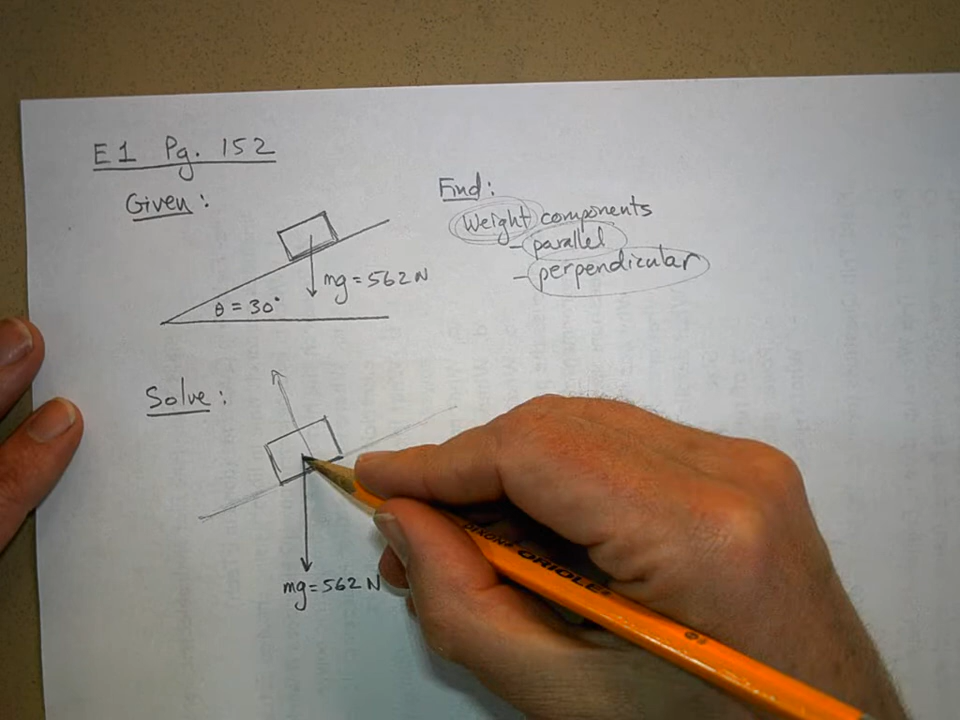 E1 Pg. 152
Given:
mg = 562 N
θ = 30°
Find:
Weight components
- parallel
- perpendicular
Solve:
mg = 562 N
DIXON® ORIOLE®